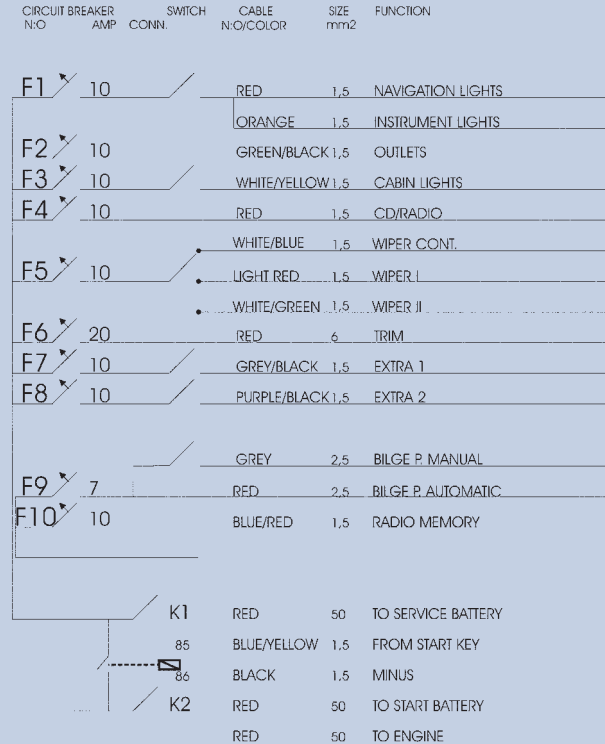 CIRCUIT BREAKER SWITCH CABLE SIZE FUNCTION
N:O AMP CONN. N:O/COLOR mm2
F1 10 RED 1,5 NAVIGATION LIGHTS
ORANGE 1,5 INSTRUMENT LIGHTS
F2 10 GREEN/BLACK 1,5 OUTLETS
F3 10 WHITE/YELLOW 1,5 CABIN LIGHTS
F4 10 RED 1,5 CD/RADIO
WHITE/BLUE 1,5 WIPER CONT.
F5 10 LIGHT RED 1,5 WIPER I
WHITE/GREEN 1,5 WIPER II
F6 20 RED 6 TRIM
F7 10 GREY/BLACK 1,5 EXTRA 1
F8 10 PURPLE/BLACK 1,5 EXTRA 2
GREY 2,5 BILGE P. MANUAL
F9 7 RED 2,5 BILGE P. AUTOMATIC
F10 10 BLUE/RED 1,5 RADIO MEMORY
K1 RED 50 TO SERVICE BATTERY
85 BLUE/YELLOW 1,5 FROM START KEY
86 BLACK 1,5 MINUS
K2 RED 50 TO START BATTERY
RED 50 TO ENGINE